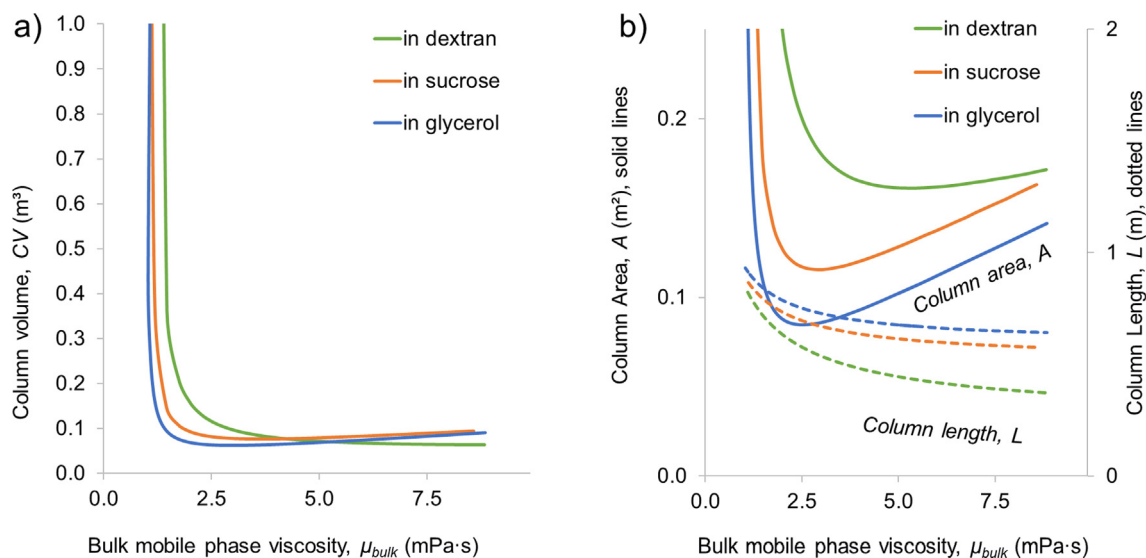 a)
Column volume, CV (m³)
1.0
0.9
0.8
0.7
0.6
0.5
0.4
0.3
0.2
0.1
0.0
in dextran
in sucrose
in glycerol
0.0 2.5 5.0 7.5
Bulk mobile phase viscosity, μbulk (mPa·s)
b)
Column Area, A (m²), solid lines
0.2
0.1
0.0
in dextran
in sucrose
in glycerol
Column area, A
Column length, L
2
1
0
Column Length, L (m), dotted lines
0.0 2.5 5.0 7.5
Bulk mobile phase viscosity, μbulk (mPa·s)